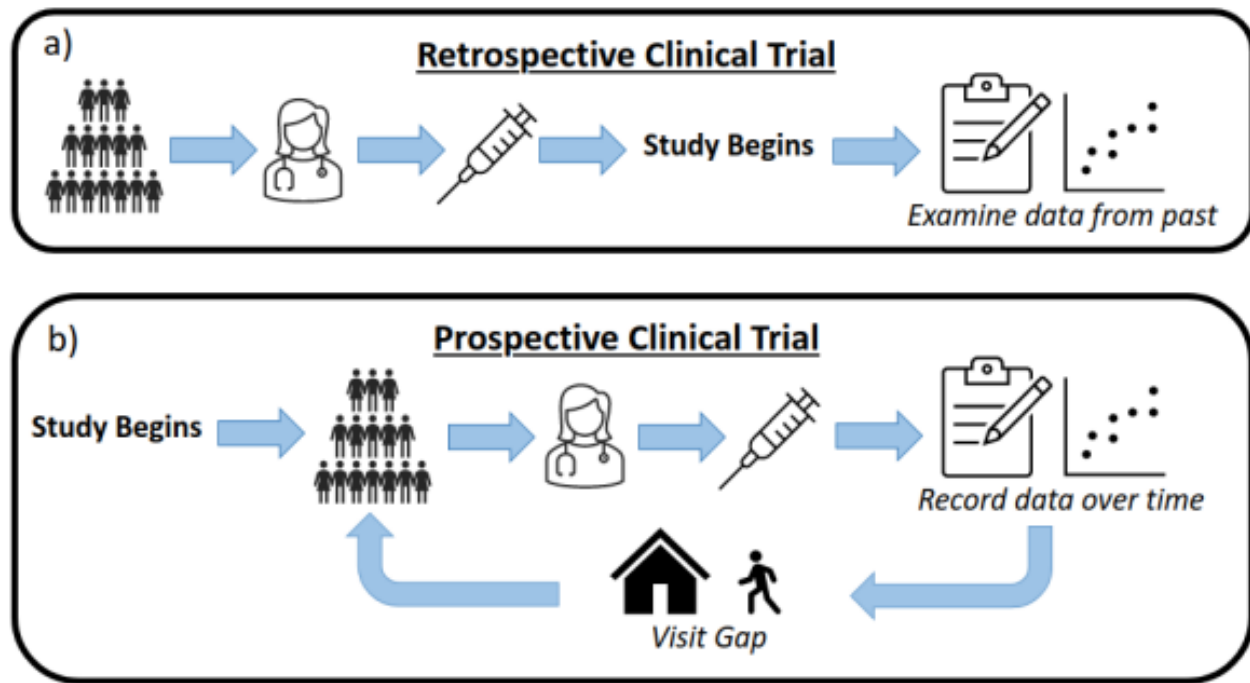 a)
Retrospective Clinical Trial
Study Begins
Examine data from past
b)
Prospective Clinical Trial
Study Begins
Record data over time
Visit Gap